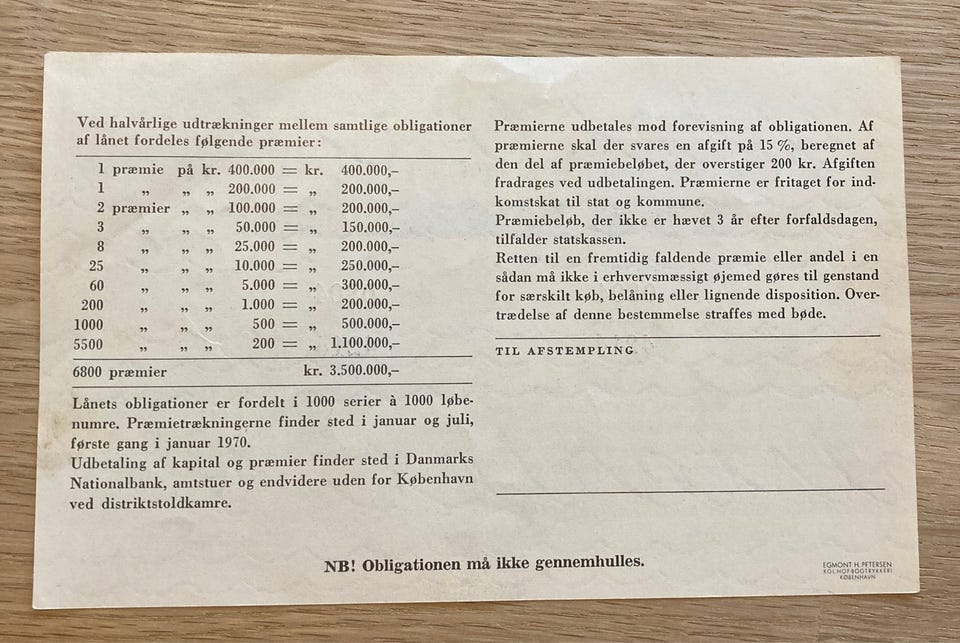 Ved halvårlige udtrækninger mellem samtlige obligationer
af lånet fordeles følgende præmier:
1 præmie på kr. 400.000 = kr. 400.000,–
1 „ „ „ 200.000 = „ 200.000,–
2 præmier „ „ 100.000 = „ 200.000,–
3 „ „ „ 50.000 = „ 150.000,–
8 „ „ „ 25.000 = „ 200.000,–
25 „ „ „ 10.000 = „ 250.000,–
60 „ „ „ 5.000 = „ 300.000,–
200 „ „ „ 1.000 = „ 200.000,–
1000 „ „ „ 500 = „ 500.000,–
5500 „ „ „ 200 = „ 1.100.000,–
6800 præmier kr. 3.500.000,–
Lånets obligationer er fordelt i 1000 serier à 1000 løbe-
numre. Præmietrækningerne finder sted i januar og juli,
første gang i januar 1970.
Udbetaling af kapital og præmier finder sted i Danmarks
Nationalbank, amtstuer og endvidere uden for København
ved distriktstoldkamre.
Præmierne udbetales mod forevisning af obligationen. Af
præmierne skal der svares en afgift på 15 %, beregnet af
den del af præmiebeløbet, der overstiger 200 kr. Afgiften
fradrages ved udbetalingen. Præmierne er fritaget for ind-
komstskat til stat og kommune.
Præmiebeløb, der ikke er hævet 3 år efter forfaldsdagen,
tilfalder statskassen.
Retten til en fremtidig faldende præmie eller andel i en
sådan må ikke i erhvervsmæssigt øjemed gøres til genstand
for særskilt køb, belåning eller lignende disposition. Over-
trædelse af denne bestemmelse straffes med bøde.
TIL AFSTEMPLING
NB! Obligationen må ikke gennemhulles.
EGMONT H. PETERSEN
KGL. HOF-BOGTRYKKERI
KØBENHAVN